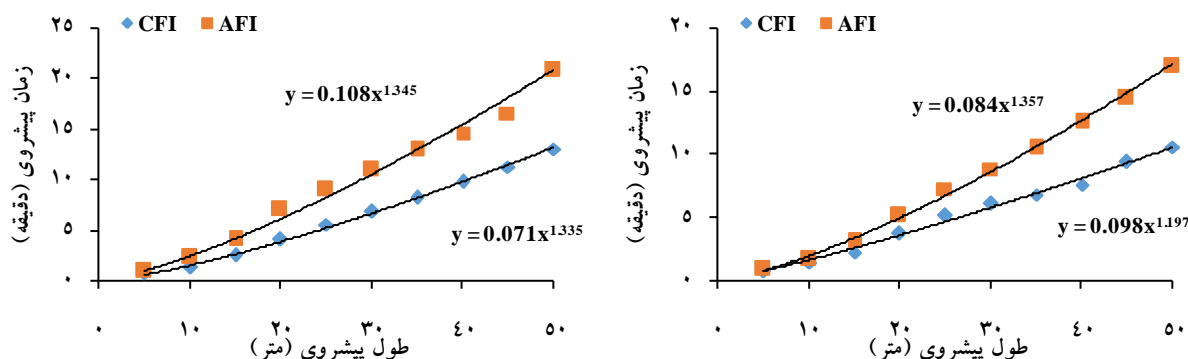 CFI AFI
۲۵
۲۰
۱۵
۱۰
۵
۰
زمان پیشروی (دقیقه)
y = 0.108x^1.345
y = 0.071x^1.335
۰ ۱۰ ۲۰ ۳۰ ۴۰ ۵۰
طول پیشروی (متر)
CFI AFI
۲۰
۱۵
۱۰
۵
۰
زمان پیشروی (دقیقه)
y = 0.084x^1.357
y = 0.098x^1.197
۰ ۱۰ ۲۰ ۳۰ ۴۰ ۵۰
طول پیشروی (متر)